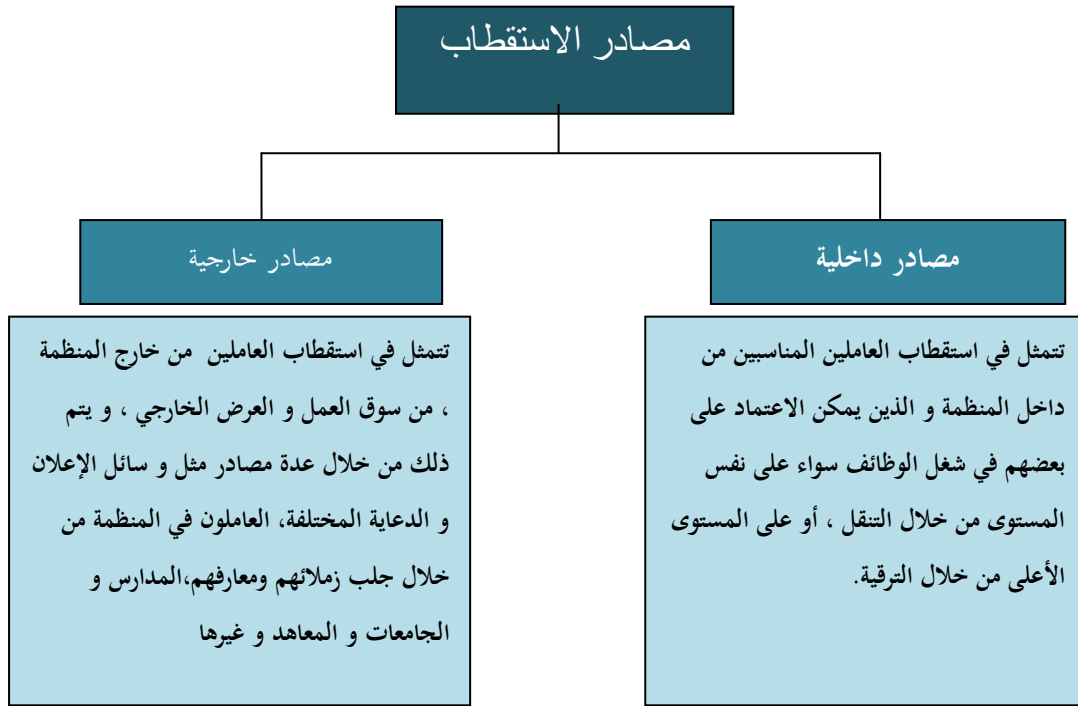 مصادر الاستقطاب
مصادر داخلية
تتمثل في استقطاب العاملين المناسبين من
داخل المنظمة و الذين يمكن الاعتماد على
بعضهم في شغل الوظائف سواء على نفس
المستوى من خلال التنقل ، أو على المستوى
الأعلى من خلال الترقية.
مصادر خارجية
تتمثل في استقطاب العاملين من خارج المنظمة
، من سوق العمل و العرض الخارجي ، و يتم
ذلك من خلال عدة مصادر مثل و سائل الإعلان
و الدعاية المختلفة، العاملون في المنظمة من
خلال جلب زملائهم ومعارفهم،المدارس و
الجامعات و المعاهد و غيرها